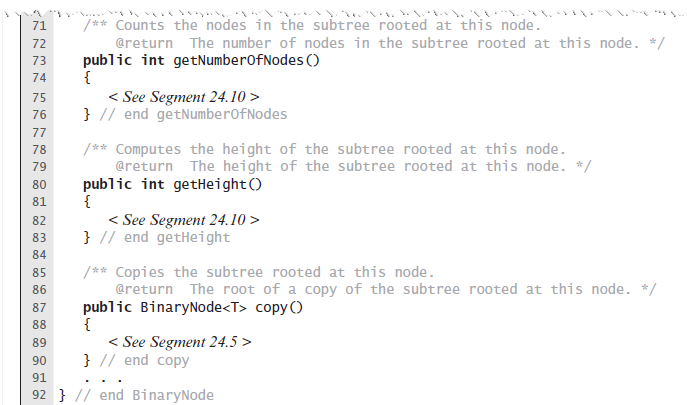 71 /** Counts the nodes in the subtree rooted at this node.
72 @return The number of nodes in the subtree rooted at this node. */
73 public int getNumberOfNodes()
74 {
75 < See Segment 24.10 >
76 } // end getNumberOfNodes
77
78 /** Computes the height of the subtree rooted at this node.
79 @return The height of the subtree rooted at this node. */
80 public int getHeight()
81 {
82 < See Segment 24.10 >
83 } // end getHeight
84
85 /** Copies the subtree rooted at this node.
86 @return The root of a copy of the subtree rooted at this node. */
87 public BinaryNode<T> copy()
88 {
89 < See Segment 24.5 >
90 } // end copy
91 . . .
92 } // end BinaryNode